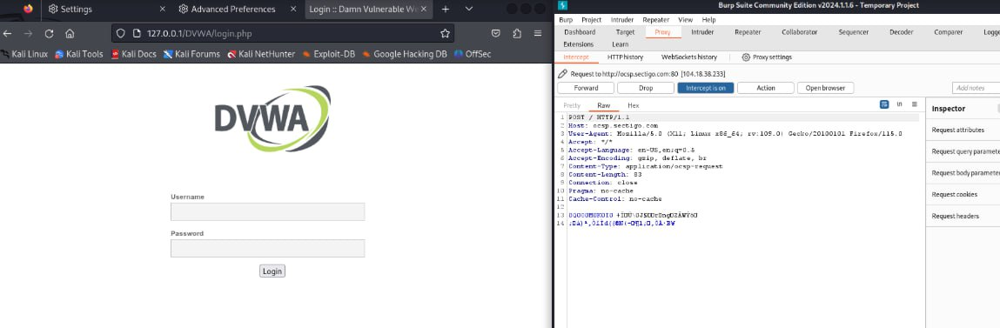 Settings
Advanced Preferences
Login :: Damn Vulnerable We
127.0.0.1/DVWA/login.php
Kali Linux
Kali Tools
Kali Docs
Kali Forums
Kali NetHunter
Exploit-DB
Google Hacking DB
OffSec
DVWA
Username
Password
Login
Burp Suite Community Edition v2024.1.1.6 - Temporary Project
Burp Project Intruder Repeater View Help
Dashboard Target Proxy Intruder Repeater Collaborator Sequencer Decoder Comparer Logge
Extensions Learn
Intercept HTTP history WebSockets history Proxy settings
Request to http://ocsp.sectigo.com:80 [104.18.38.233]
Forward Drop Intercept is on Action Open browser Add notes
Pretty Raw Hex \n
Inspector
1 POST / HTTP/1.1
2 Host: ocsp.sectigo.com
3 User-Agent: Mozilla/5.0 (X11; Linux x86_64; rv:109.0) Gecko/20100101 Firefox/115.0
4 Accept: */*
5 Accept-Language: en-US,en;q=0.5
6 Accept-Encoding: gzip, deflate, br
7 Content-Type: application/ocsp-request
8 Content-Length: 83
9 Connection: close
10 Pragma: no-cache
11 Cache-Control: no-cache
12
13
14
Request attributes
Request query paramete
Request body parameter
Request cookies
Request headers